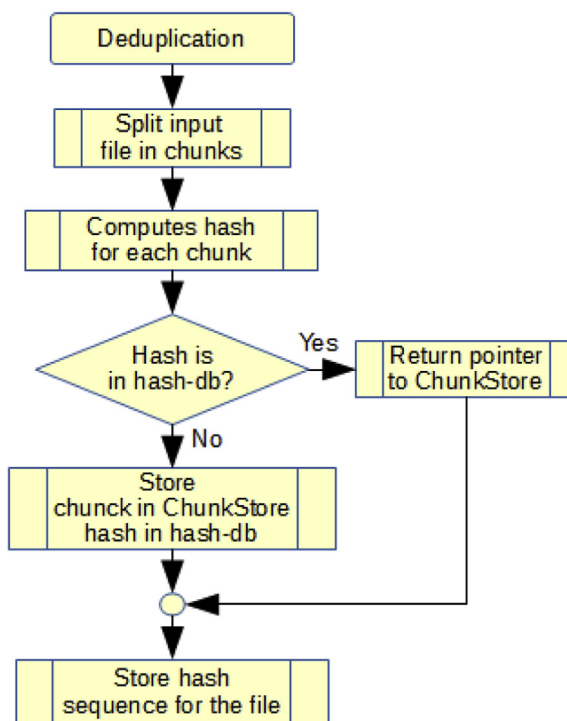 Deduplication
Split input
file in chunks
Computes hash
for each chunk
Hash is
in hash-db?
Yes
Return pointer
to ChunkStore
No
Store
chunck in ChunkStore
hash in hash-db
Store hash
sequence for the file